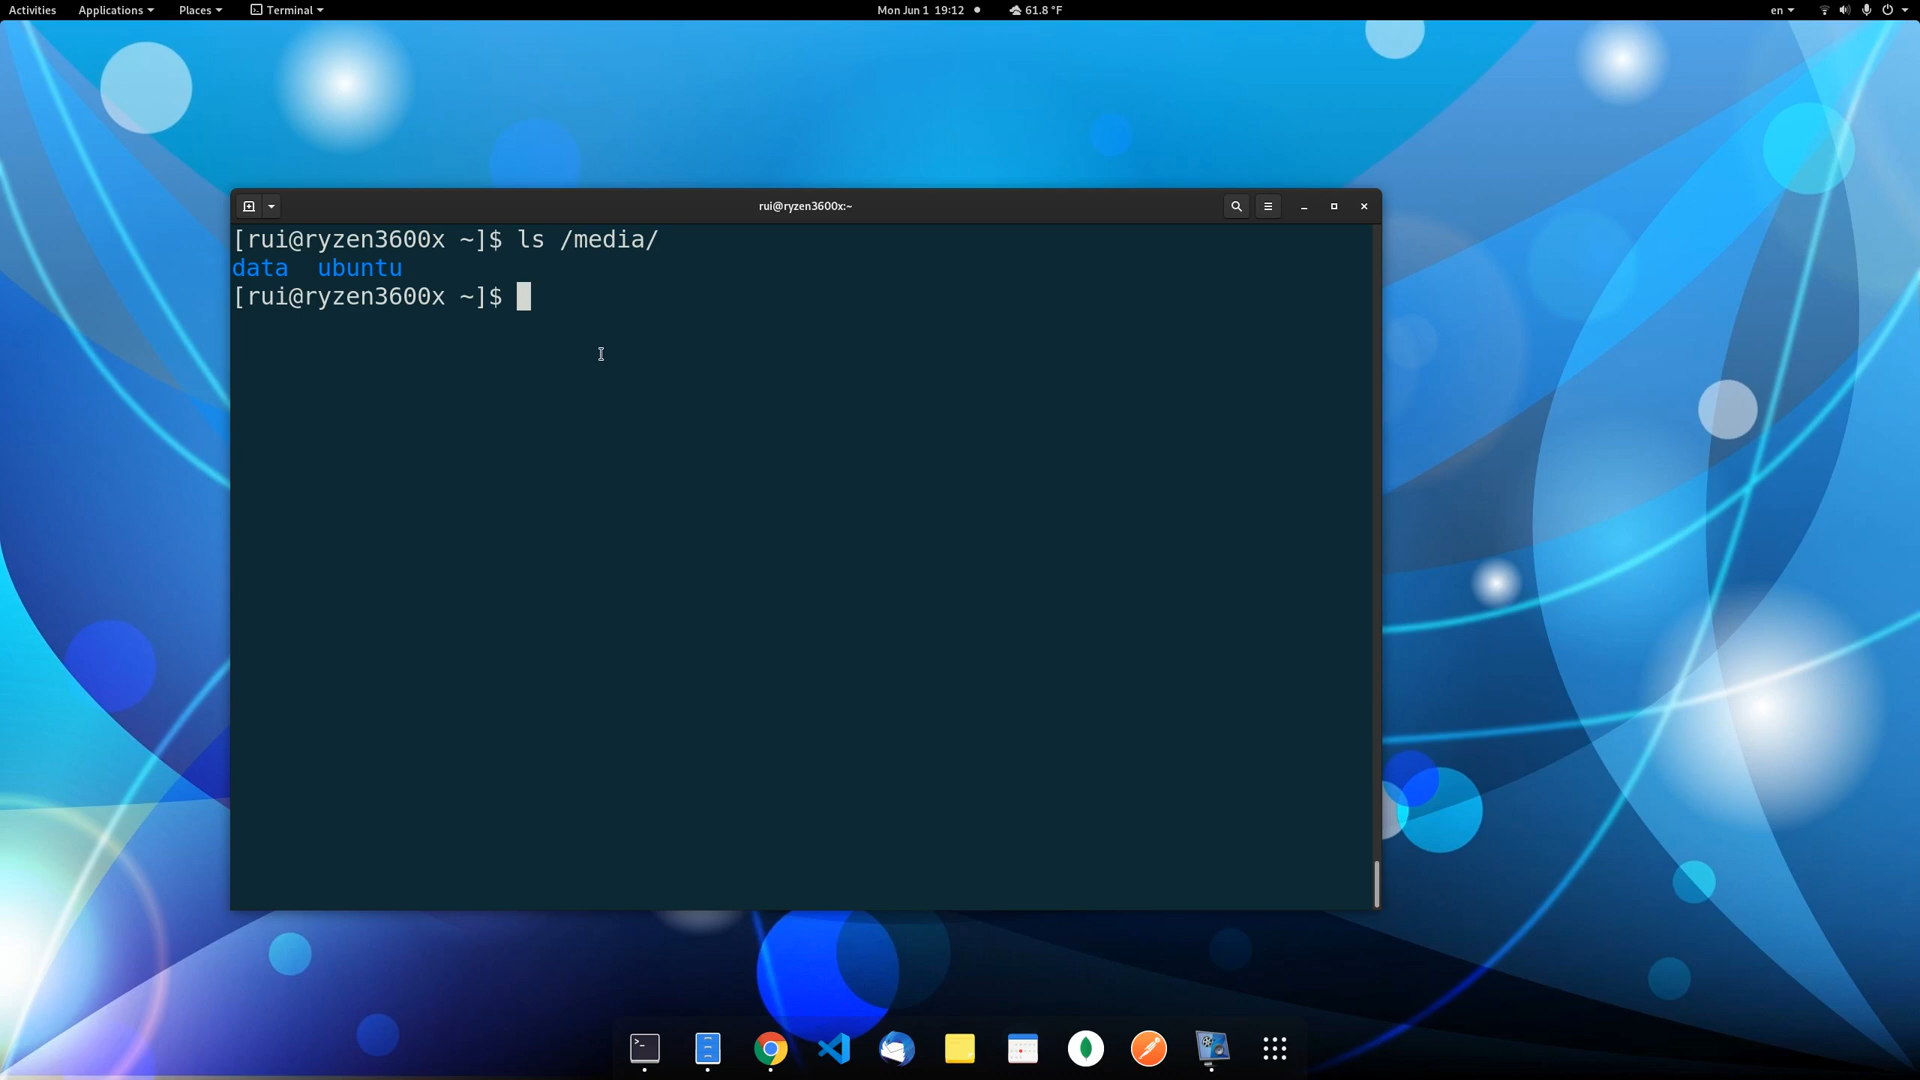 Activities Applications Places Terminal Mon Jun 1 19:12 61.8 °F en
rui@ryzen3600x:~
[rui@ryzen3600x ~]$ ls /media/
data ubuntu
[rui@ryzen3600x ~]$
>_